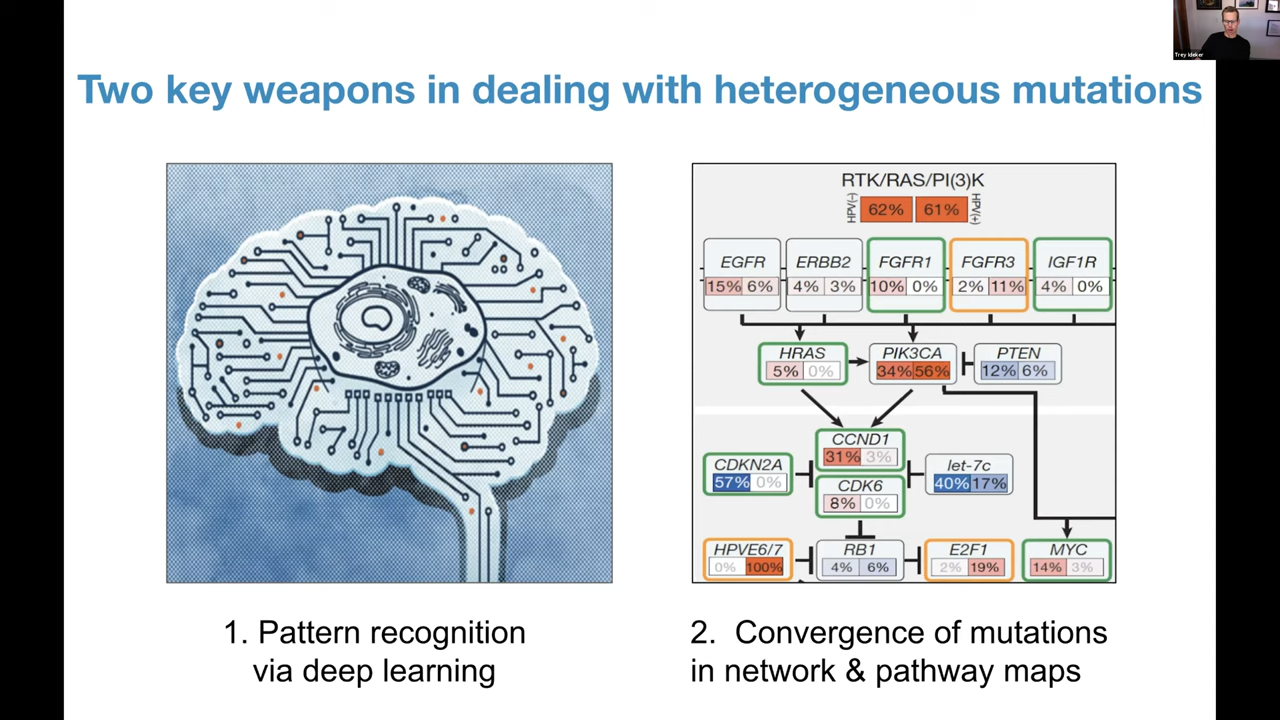 Trey Ideker
Two key weapons in dealing with heterogeneous mutations
RTK/RAS/PI(3)K
HPV(-) 62% 61% HPV(+)
EGFR ERBB2 FGFR1 FGFR3 IGF1R
15% 6% 4% 3% 10% 0% 2% 11% 4% 0%
HRAS PIK3CA PTEN
5% 0% 34% 56% 12% 6%
CCND1
31% 3%
CDKN2A let-7c
57% 0% 40% 17%
CDK6
8% 0%
HPVE6/7 RB1 E2F1 MYC
0% 100% 4% 6% 2% 19% 14% 3%
1. Pattern recognition
via deep learning
2. Convergence of mutations
in network & pathway maps